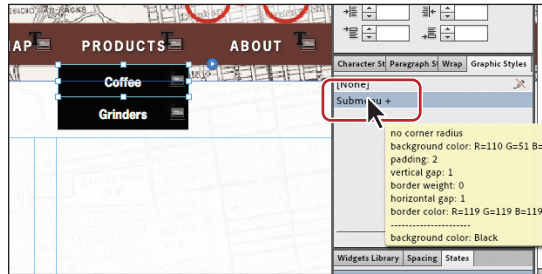 PRODUCTS
ABOUT
Coffee
Grinders
Character St Paragraph S Wrap Graphic Styles
[None]
Submenu +
no corner radius
background color: R=110 G=51 B=
padding: 2
vertical gap: 1
border weight: 0
horizontal gap: 1
border color: R=119 G=119 B=119
----------------------
background color: Black
Widgets Library Spacing States